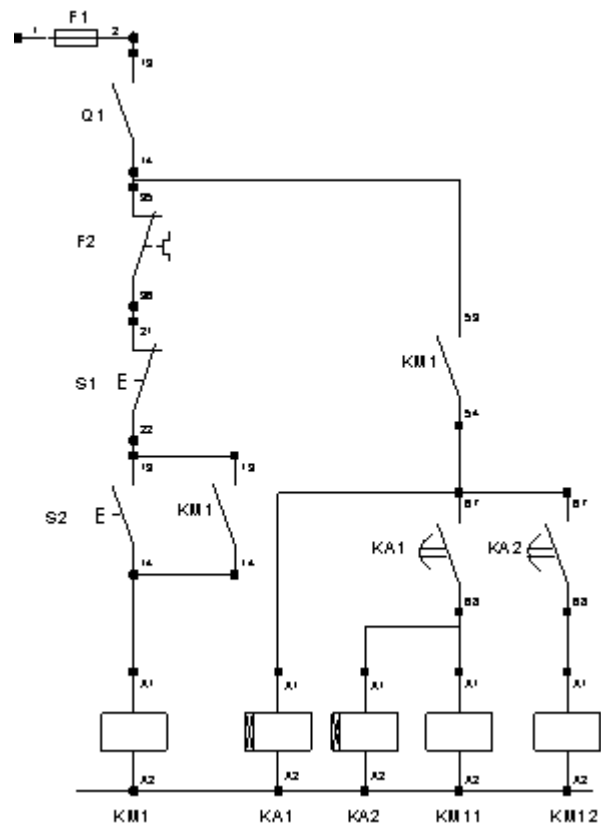 F1
1 2
13
Q1
14
95
F2
96
53
21
KM1
S1 E
54
22
13 13
67 67
S2 E KM1
KA1 KA2
14 14
68 68
A1 A1 A1 A1 A1
A2 A2 A2 A2 A2
KM1 KA1 KA2 KM11 KM12